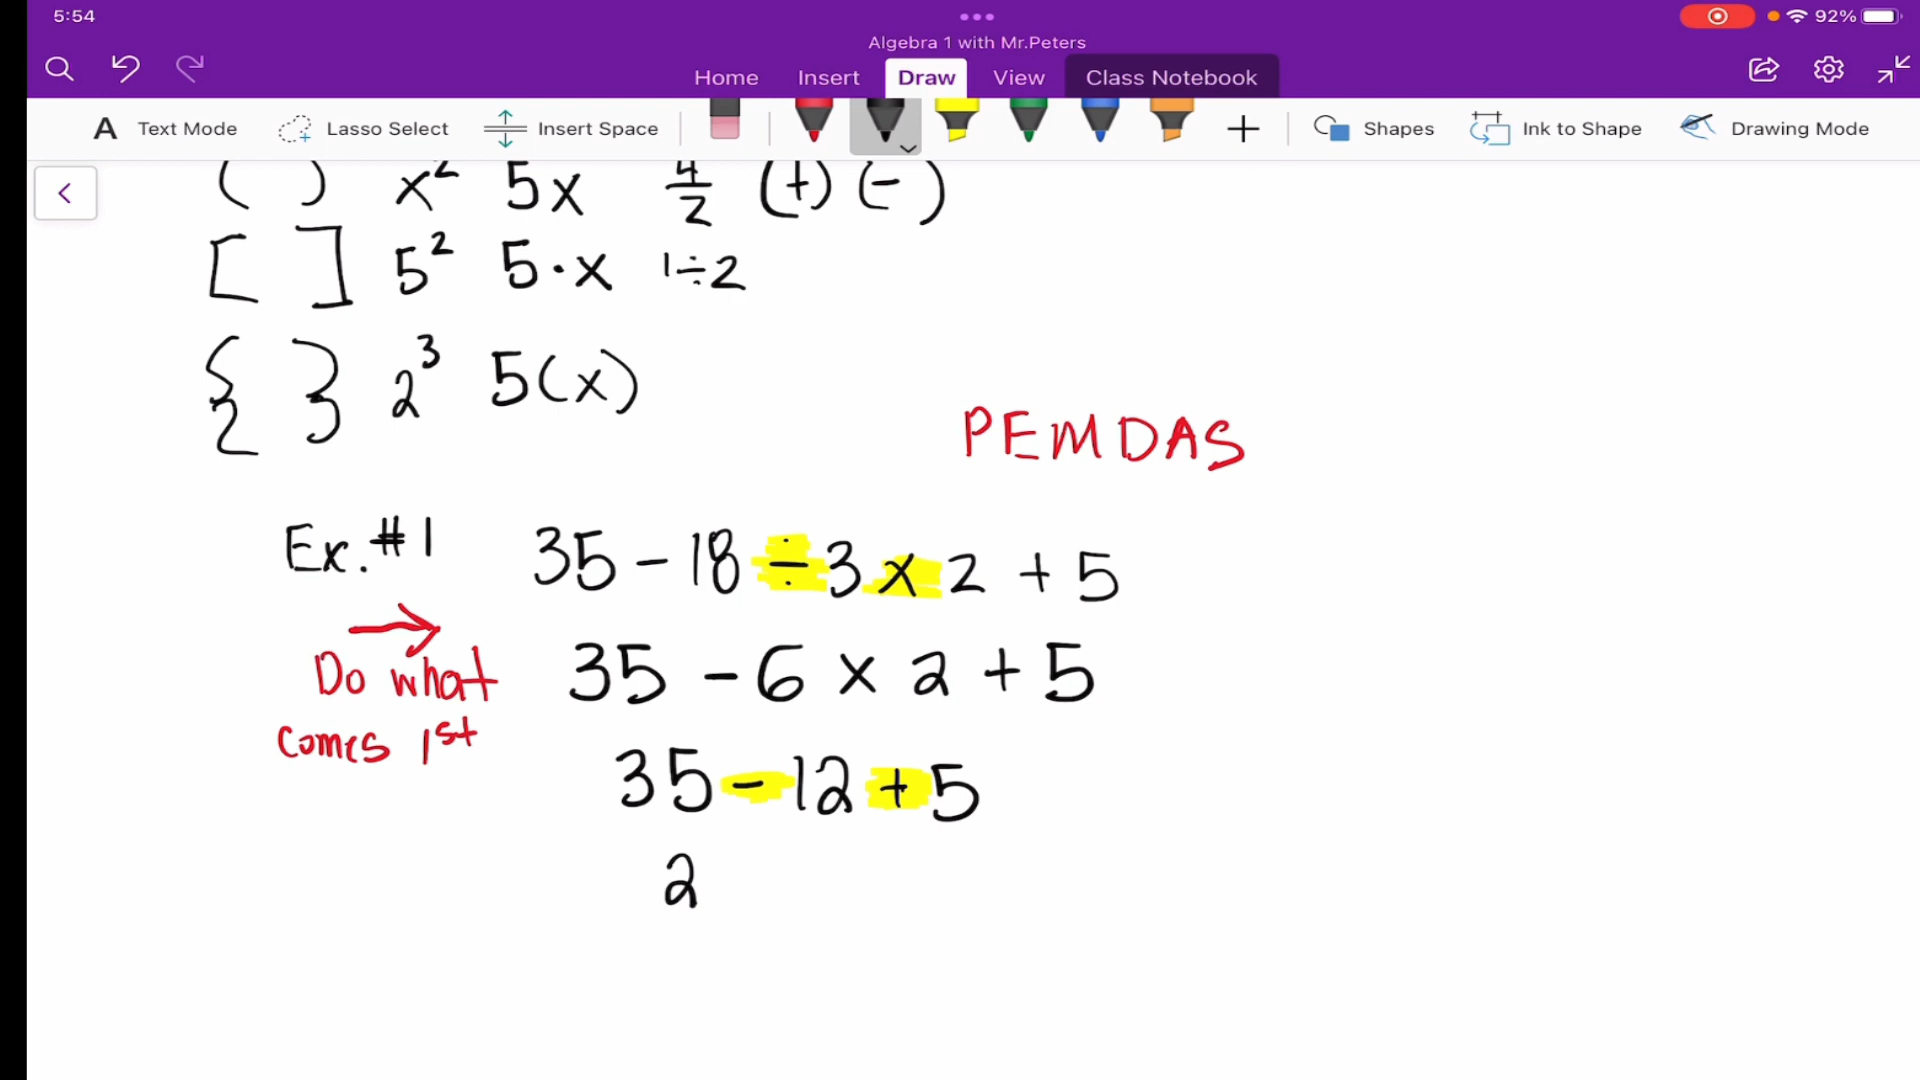 5:54
92%
Algebra 1 with Mr.Peters
Home Insert Draw View Class Notebook
A Text Mode Lasso Select Insert Space Shapes Ink to Shape Drawing Mode
( ) x² 5x 4/2 (+) (-)
[ ] 5² 5·x 1÷2
{ } 2³ 5(x)
PEMDAS
Ex. #1 35 - 18 ÷ 3 x 2 + 5
Do what 35 - 6 x 2 + 5
comes 1st
35 - 12 + 5
2